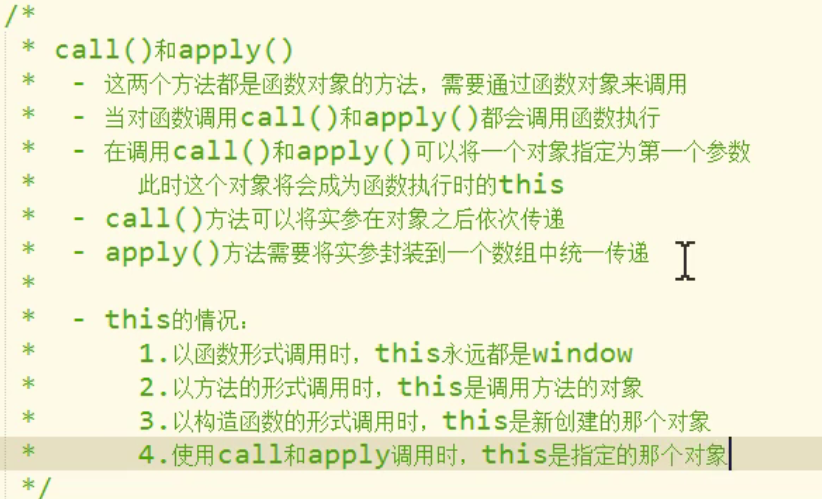 /*
* call()和apply()
* - 这两个方法都是函数对象的方法，需要通过函数对象来调用
* - 当对函数调用call()和apply()都会调用函数执行
* - 在调用call()和apply()可以将一个对象指定为第一个参数
* 此时这个对象将会成为函数执行时的this
* - call()方法可以将实参在对象之后依次传递
* - apply()方法需要将实参封装到一个数组中统一传递
*
* - this的情况：
* 1.以函数形式调用时，this永远都是window
* 2.以方法的形式调用时，this是调用方法的对象
* 3.以构造函数的形式调用时，this是新创建的那个对象
* 4.使用call和apply调用时，this是指定的那个对象
*/